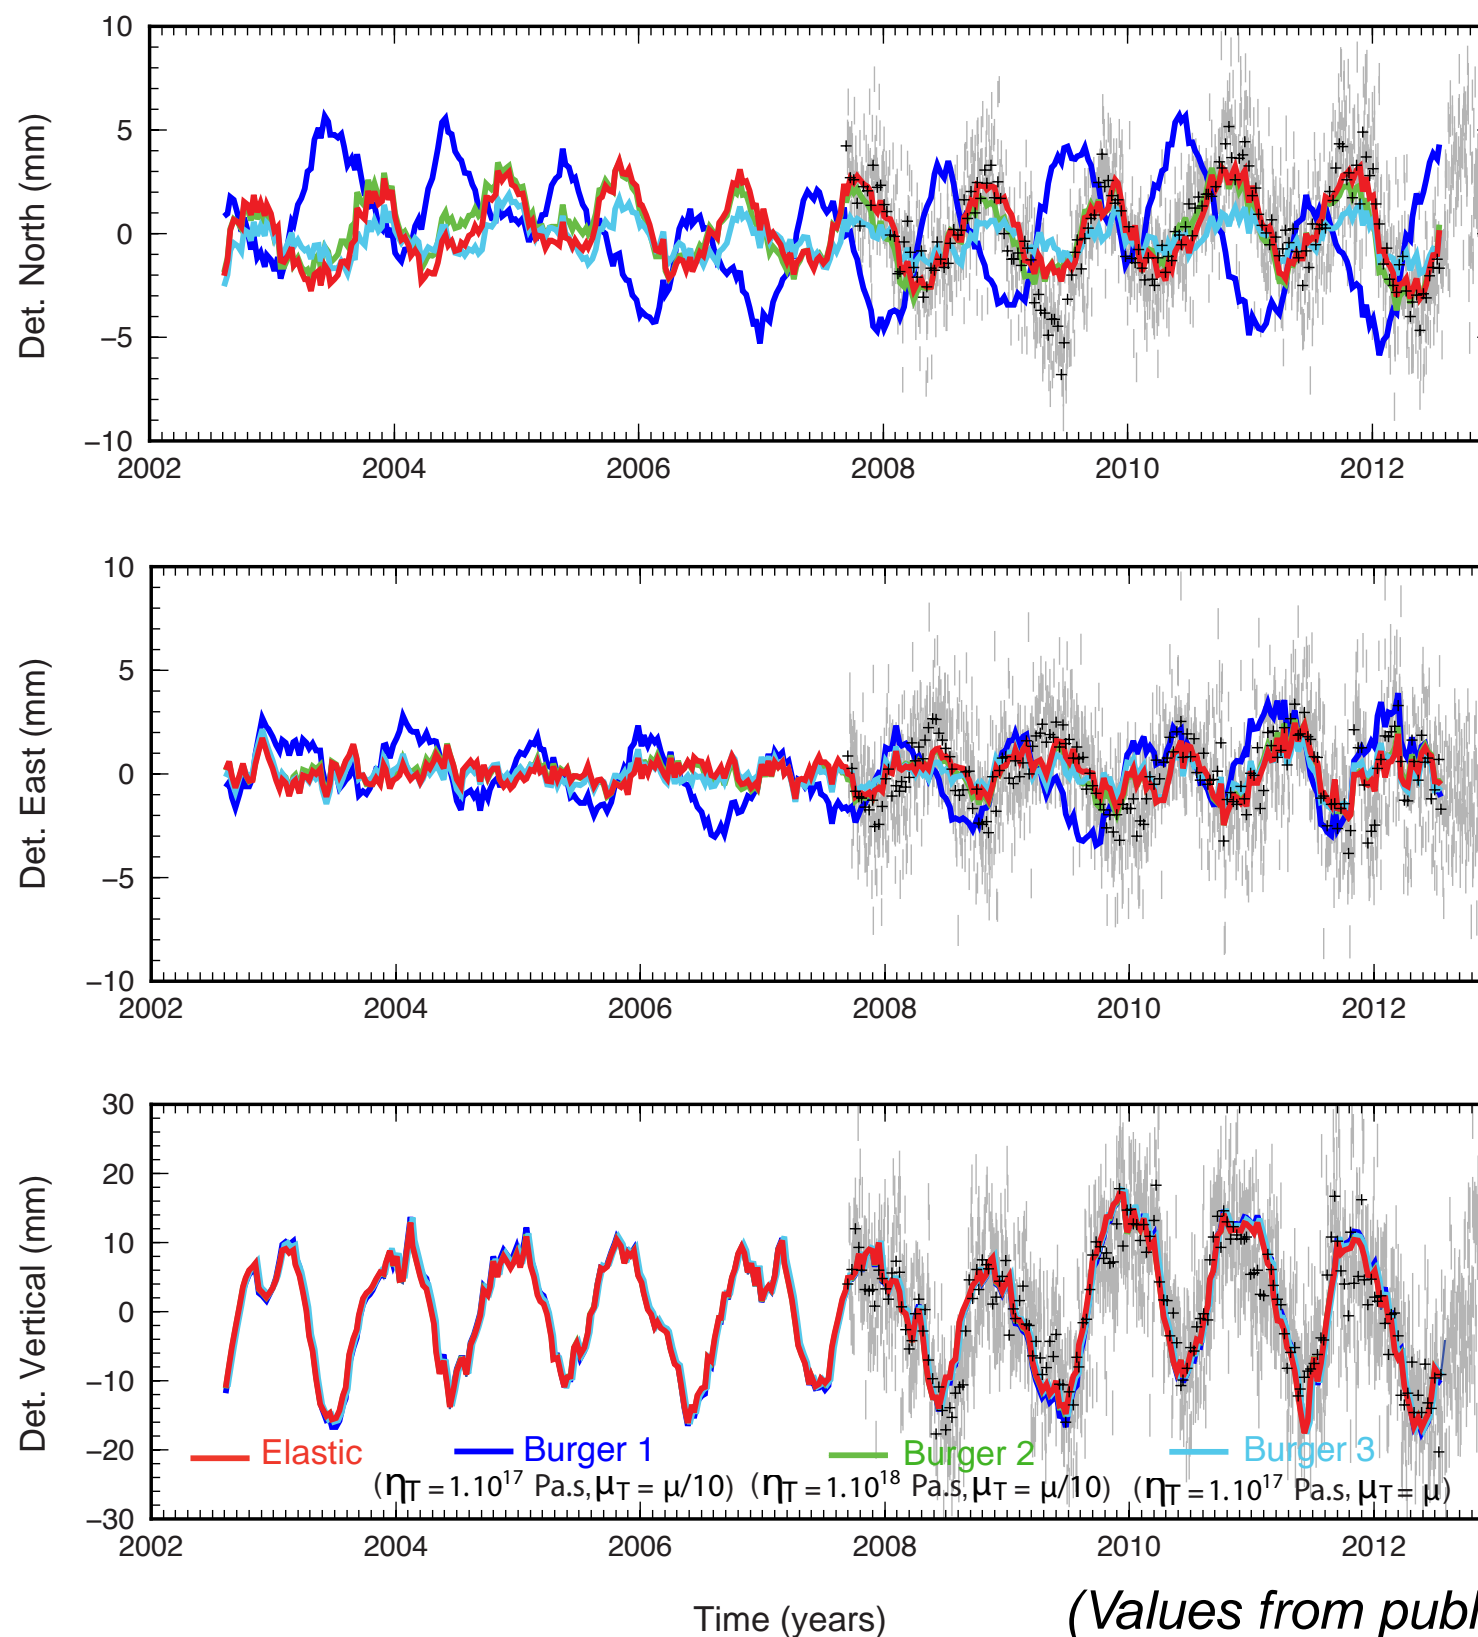 10
5
0
−5
−10
Det. North (mm)
2002 2004 2006 2008 2010 2012
10
5
0
−5
−10
Det. East (mm)
2002 2004 2006 2008 2010 2012
30
20
10
0
−10
−20
−30
Det. Vertical (mm)
Elastic Burger 1 Burger 2 Burger 3
(ηT = 1.10^17 Pa.s, μT = μ/10) (ηT = 1.10^18 Pa.s, μT = μ/10) (ηT = 1.10^17 Pa.s, μT = μ)
2002 2004 2006 2008 2010 2012
Time (years)
(Values from publ